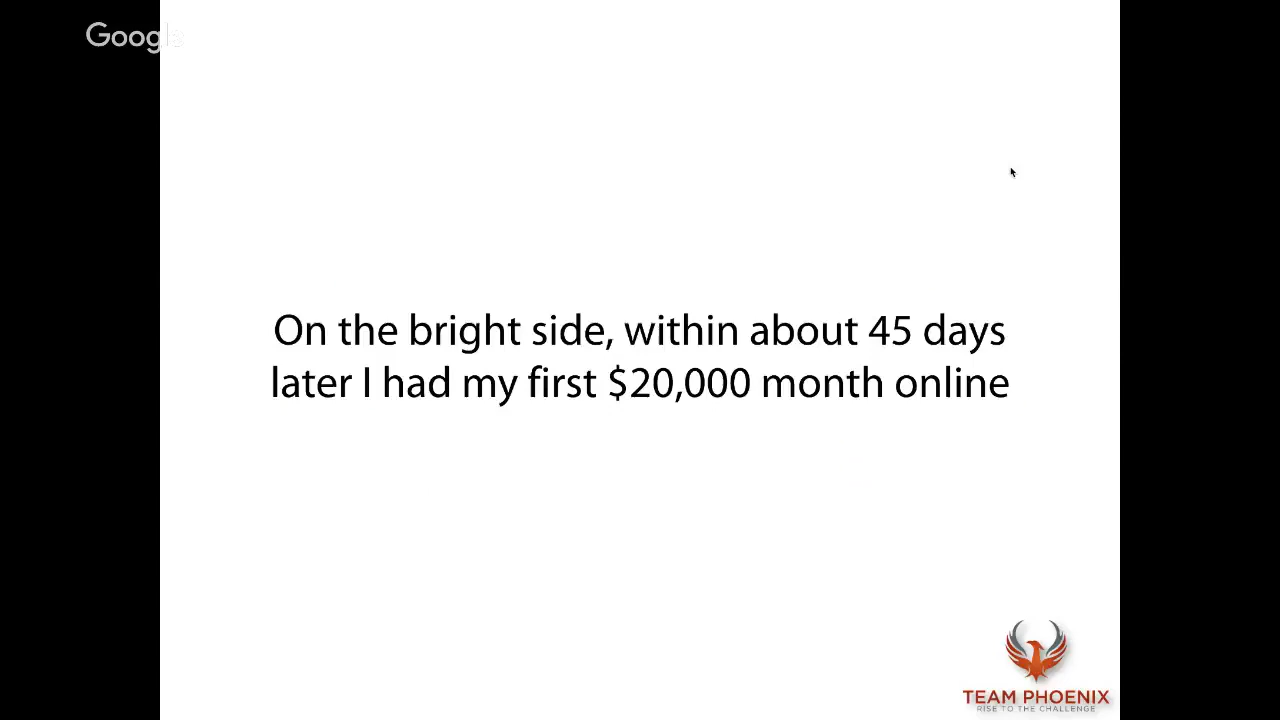 Google
On the bright side, within about 45 days
later I had my first $20,000 month online
TEAM PHOENIX
RISE TO THE CHALLENGE